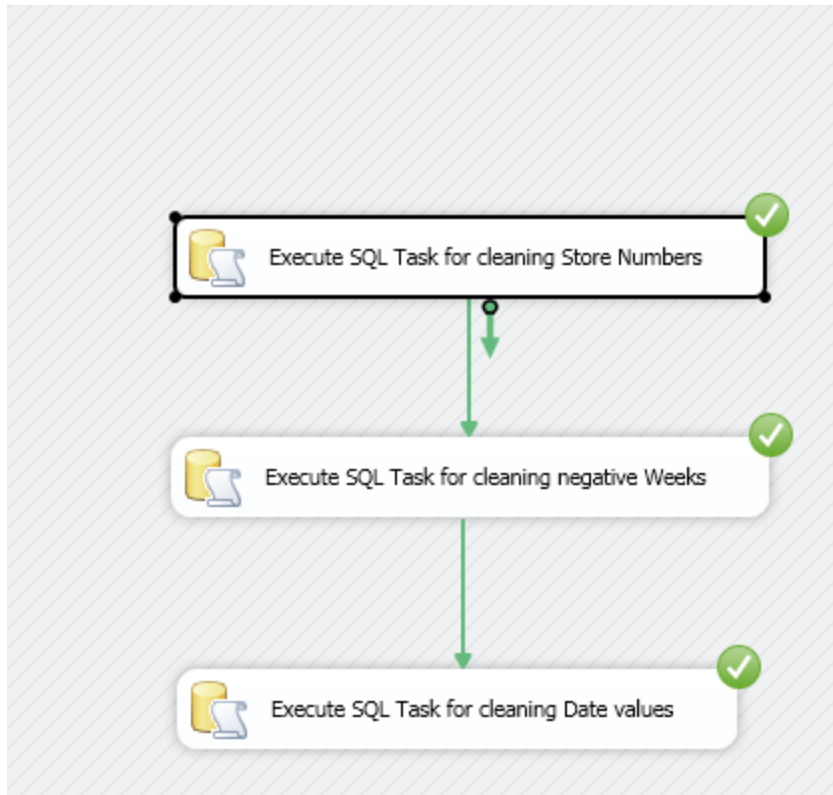 Execute SQL Task for cleaning Store Numbers
Execute SQL Task for cleaning negative Weeks
Execute SQL Task for cleaning Date values